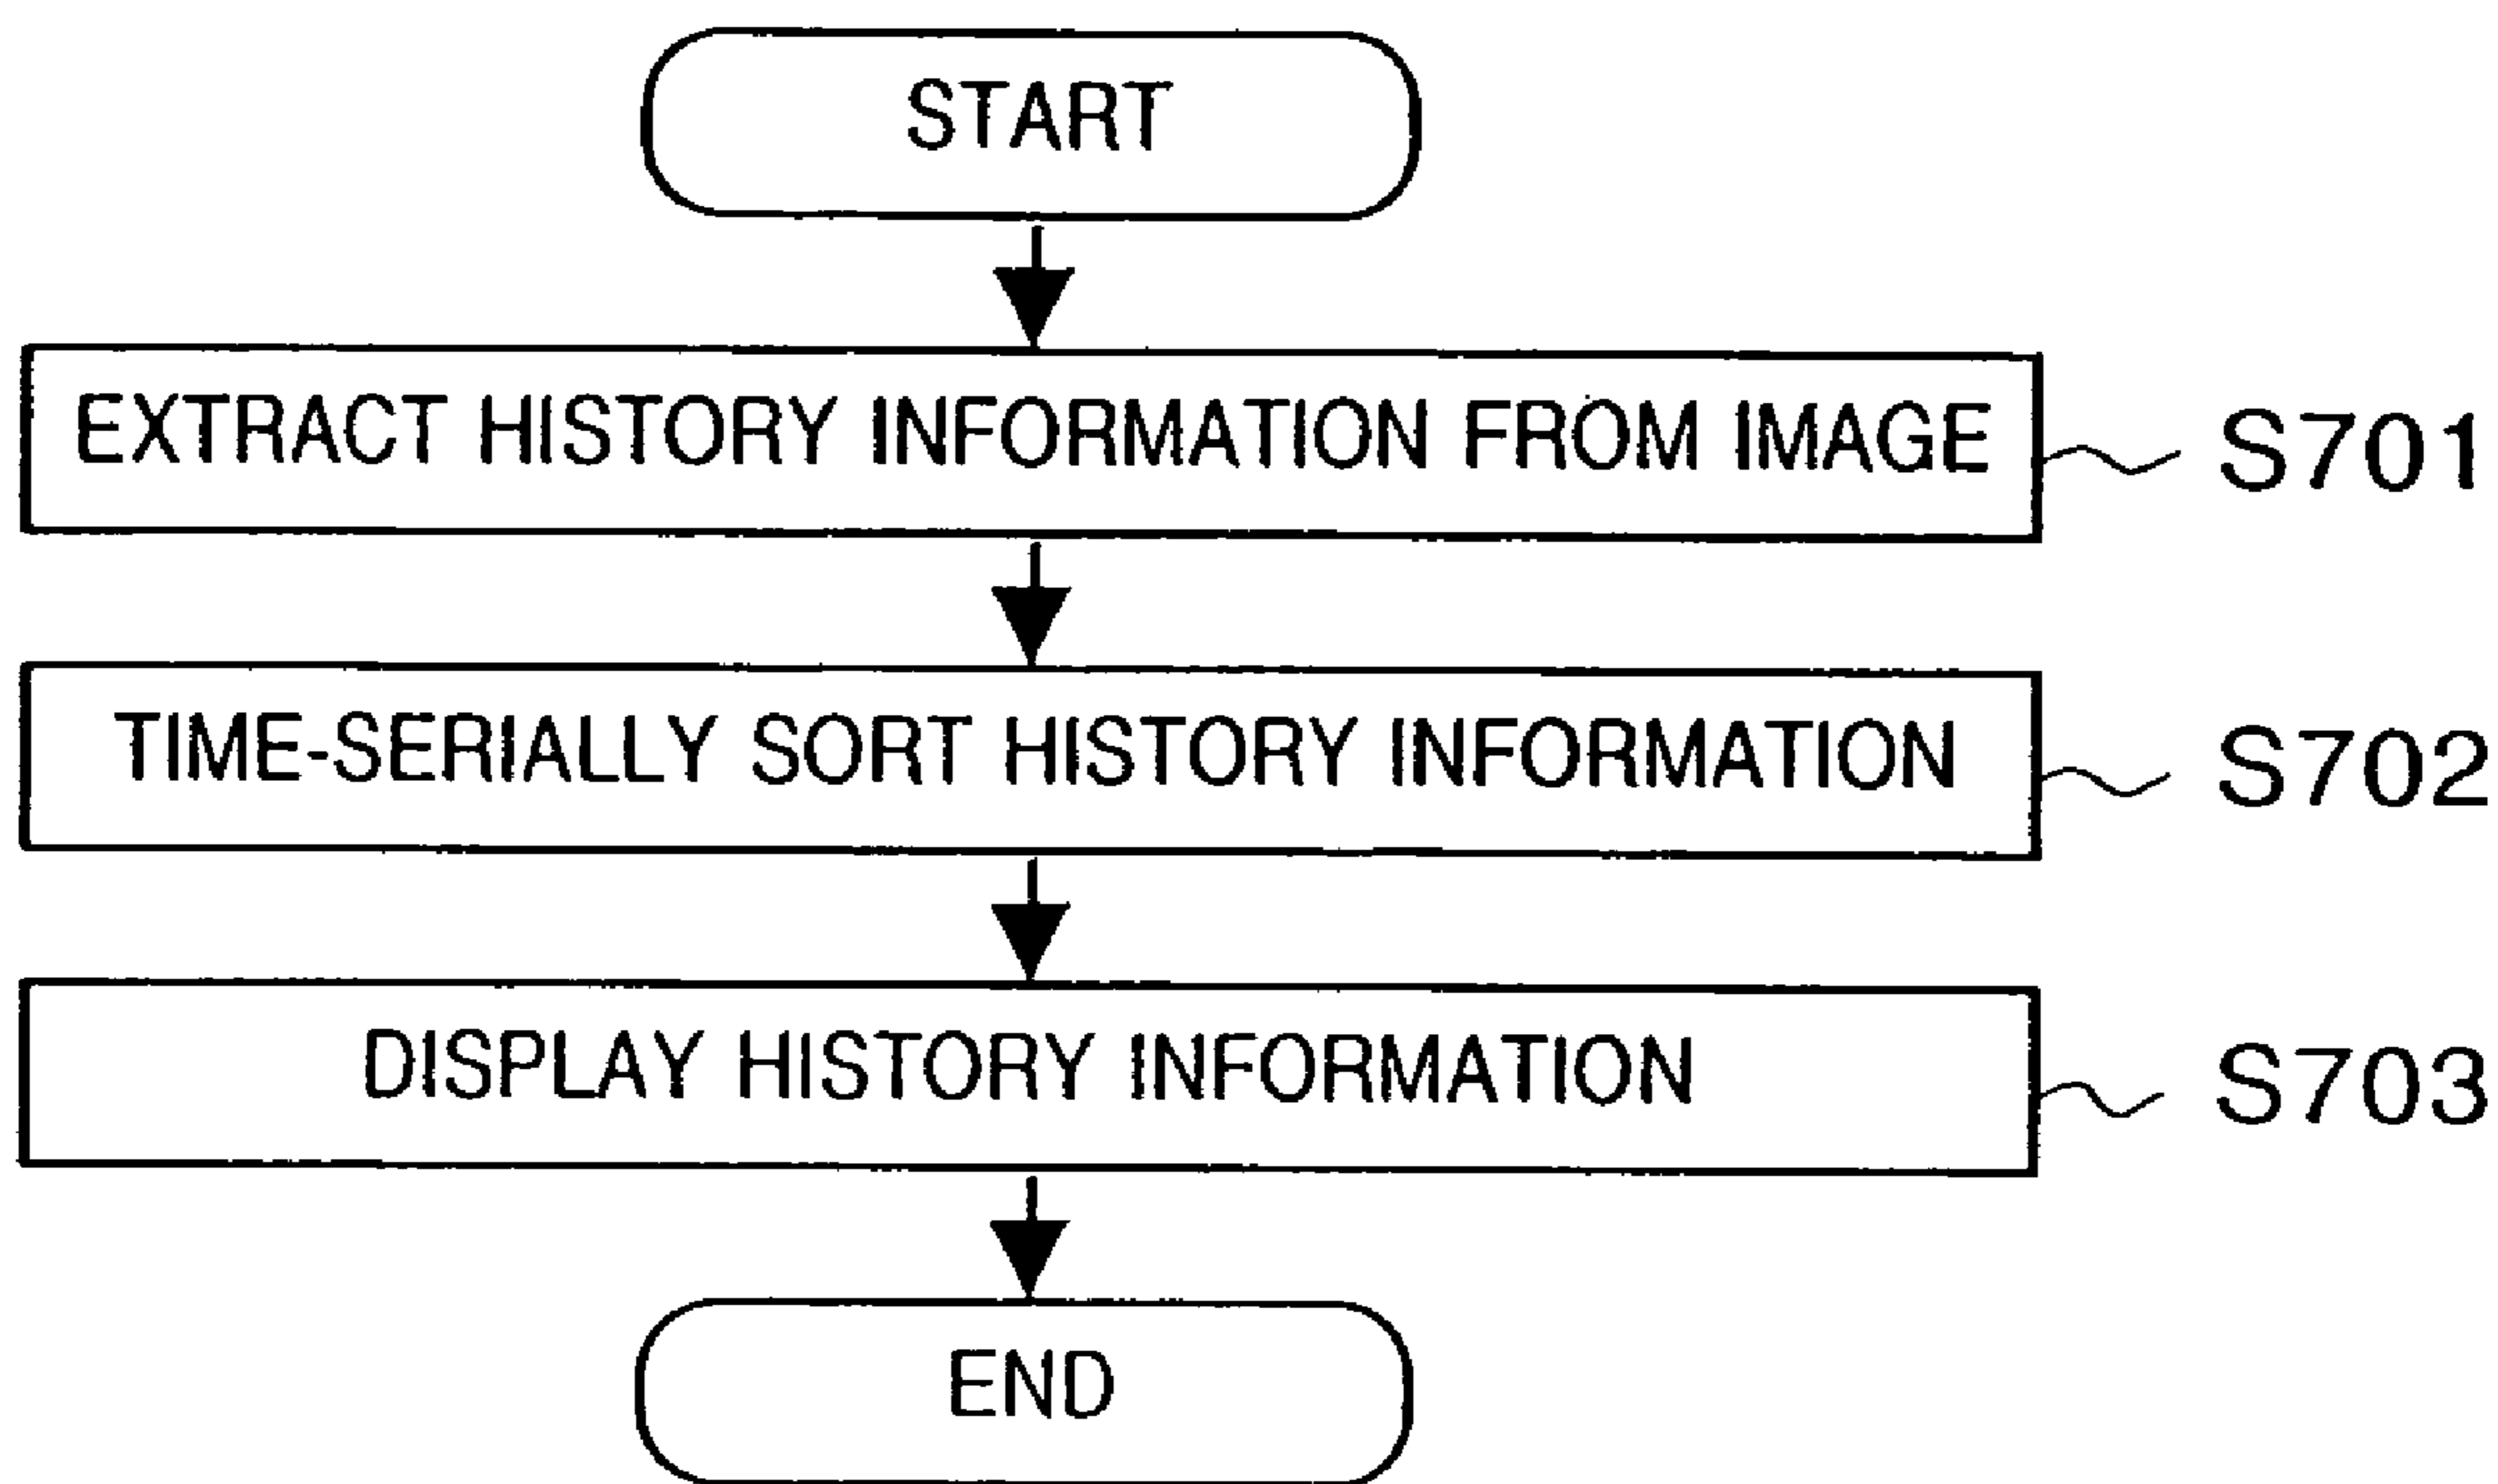 START
EXTRACT HISTORY INFORMATION FROM IMAGE
S701
TIME-SERIALLY SORT HISTORY INFORMATION
S702
DISPLAY HISTORY INFORMATION
S703
END